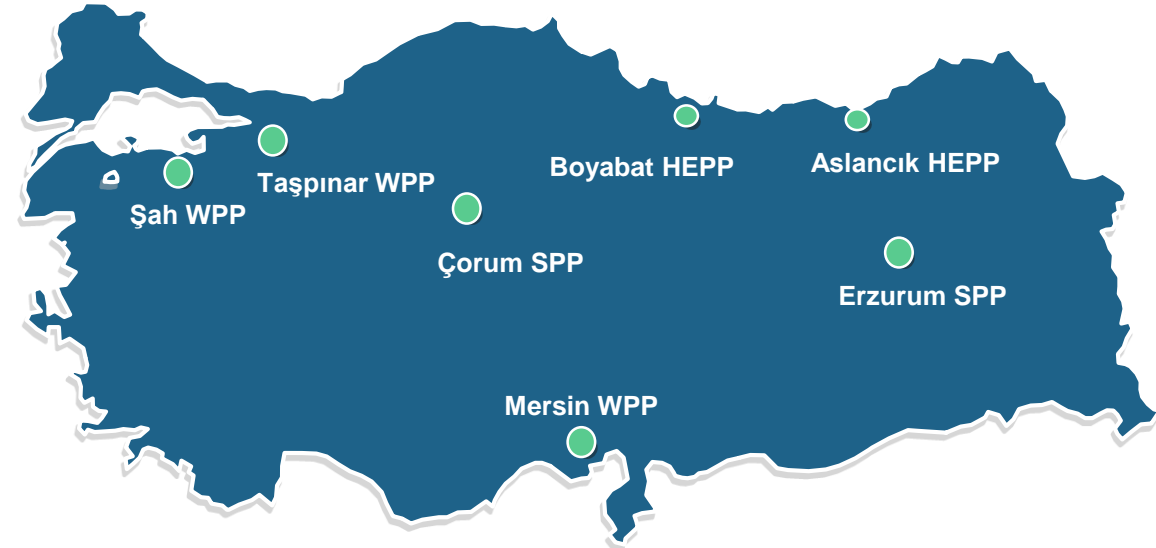 Boyabat HEPP
Aslancık HEPP
Taşpınar WPP
Şah WPP
Çorum SPP
Erzurum SPP
Mersin WPP